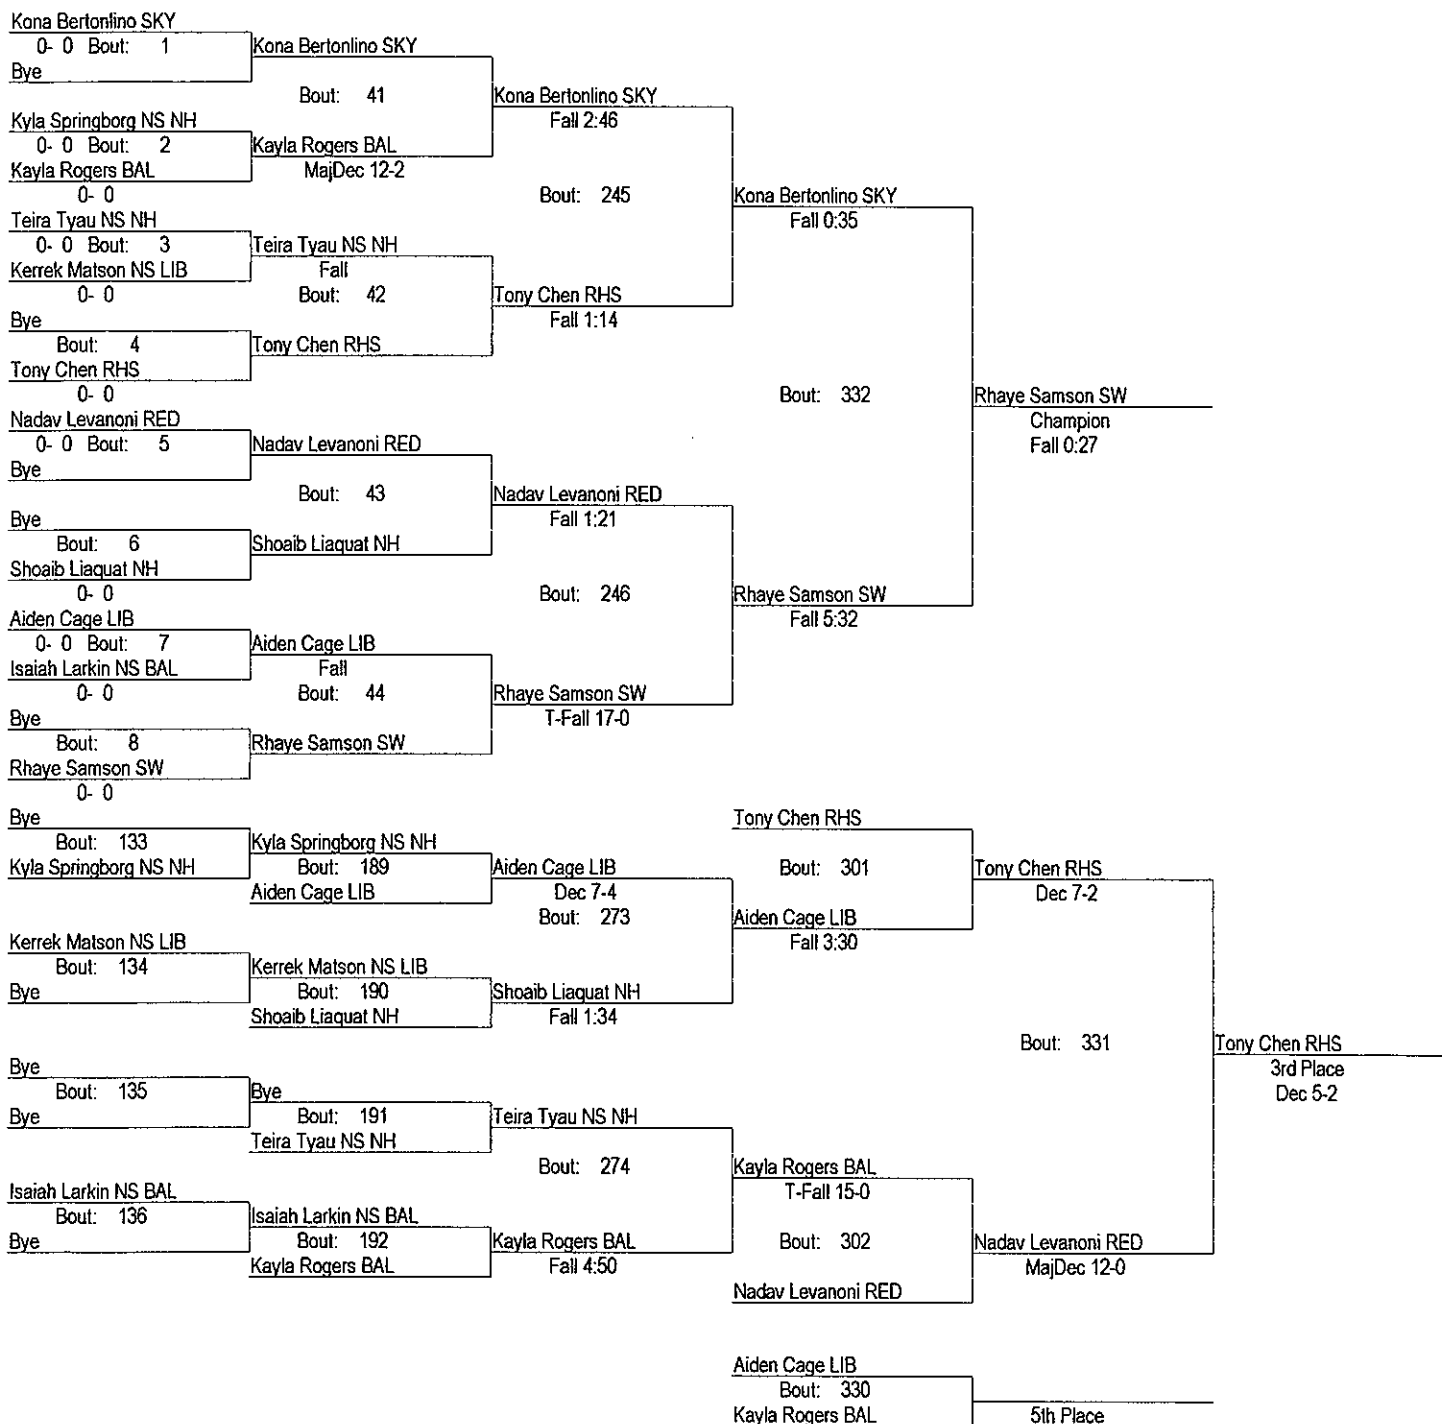 Kona Bertonlino SKY
0- 0 Bout: 1
Kona Bertonlino SKY
Bye
Bout: 41
Kona Bertonlino SKY
Fall 2:46
Kyla Springborg NS NH
0- 0 Bout: 2
Kayla Rogers BAL
MajDec 12-2
Kayla Rogers BAL
0- 0
Bout: 245
Kona Bertonlino SKY
Fall 0:35
Teira Tyau NS NH
0- 0 Bout: 3
Teira Tyau NS NH
Fall
Kerrek Matson NS LIB
0- 0
Bout: 42
Tony Chen RHS
Fall 1:14
Bye
Bout: 4
Tony Chen RHS
Tony Chen RHS
0- 0
Bout: 332
Rhaye Samson SW
Champion
Fall 0:27
Nadav Levanoni RED
0- 0 Bout: 5
Nadav Levanoni RED
Bye
Bout: 43
Nadav Levanoni RED
Fall 1:21
Bye
Bout: 6
Shoaib Liaquat NH
Shoaib Liaquat NH
0- 0
Bout: 246
Rhaye Samson SW
Fall 5:32
Aiden Cage LIB
0- 0 Bout: 7
Aiden Cage LIB
Fall
Isaiah Larkin NS BAL
0- 0
Bout: 44
Rhaye Samson SW
T-Fall 17-0
Bye
Bout: 8
Rhaye Samson SW
Rhaye Samson SW
0- 0
Bye
Bout: 133
Kyla Springborg NS NH
Kyla Springborg NS NH
Bout: 189
Aiden Cage LIB
Aiden Cage LIB
Dec 7-4
Bout: 273
Tony Chen RHS
Bout: 301
Tony Chen RHS
Dec 7-2
Aiden Cage LIB
Fall 3:30
Kerrek Matson NS LIB
Bout: 134
Kerrek Matson NS LIB
Bye
Bout: 190
Shoaib Liaquat NH
Shoaib Liaquat NH
Fall 1:34
Bout: 331
Tony Chen RHS
3rd Place
Dec 5-2
Bye
Bout: 135
Bye
Bye
Bout: 191
Teira Tyau NS NH
Teira Tyau NS NH
Bout: 274
Kayla Rogers BAL
T-Fall 15-0
Isaiah Larkin NS BAL
Bout: 136
Isaiah Larkin NS BAL
Bye
Bout: 192
Kayla Rogers BAL
Kayla Rogers BAL
Fall 4:50
Bout: 302
Nadav Levanoni RED
MajDec 12-0
Nadav Levanoni RED
Aiden Cage LIB
Bout: 330
Kayla Rogers BAL
5th Place